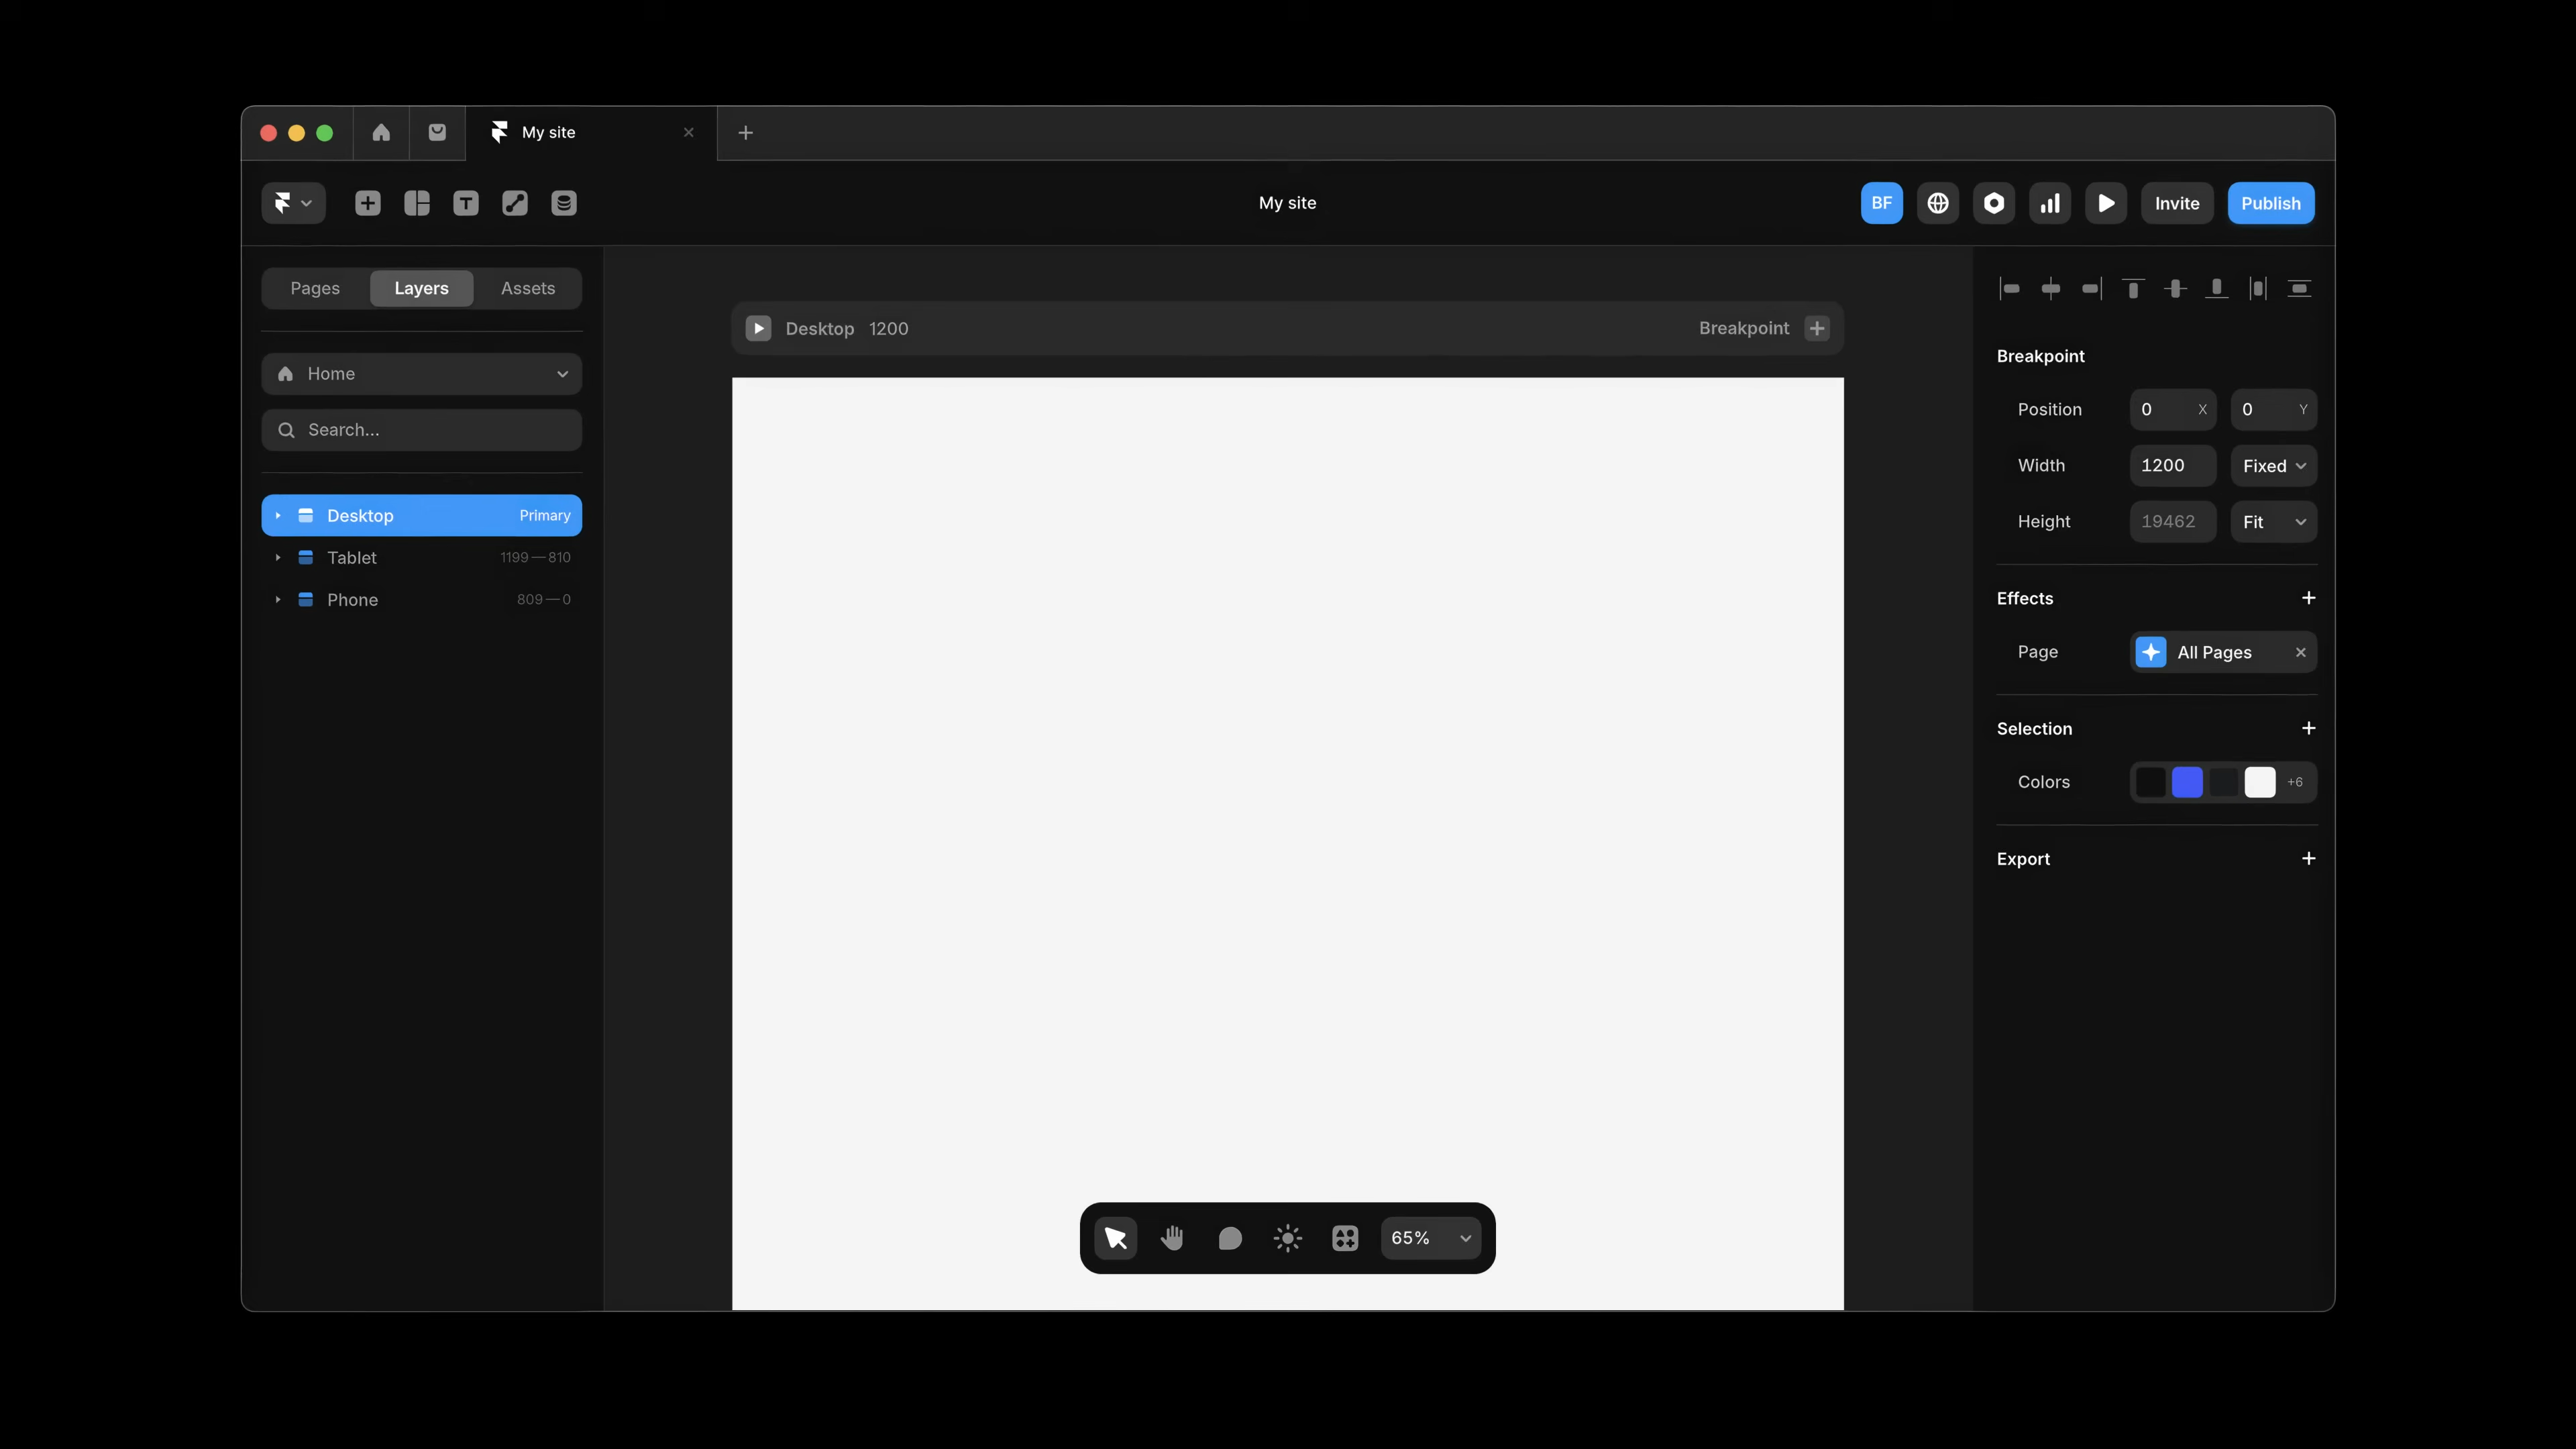 My site
My site
BF
Invite
Publish
Pages
Layers
Assets
Home
Search...
Desktop
Primary
Tablet
1199—810
Phone
809—0
Desktop 1200
Breakpoint
65%
Breakpoint
Position
0 X
0 Y
Width
1200
Fixed
Height
19462
Fit
Effects
Page
All Pages
Selection
Colors
+6
Export